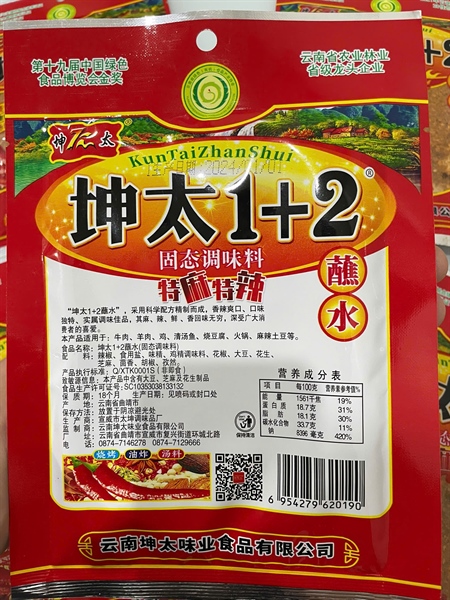 第十九届中国绿色
食品博览会金奖
云南省农业林业
省级龙头企业
坤太
KunTaiZhanShui
生产日期:2024/01/01
坤太1+2®
固态调味料
特麻特辣
蘸水
“坤太1+2蘸水”，采用科学配方精制而成，香辣爽口、口味
独特、实属调味佳品，其麻、辣、鲜、香回味无穷，深受广大消
费者的喜爱。
本产品适用于：牛肉、羊肉、鸡、清汤鱼、烧豆腐、火锅、麻辣土豆等。
品名：坤太1+2蘸水(固态调味料)
配料：辣椒、食用盐、味精、鸡精调味料、花椒、大豆、花生、
芝麻、茴香、胡椒、孜然。
执行标准：Q/XTK0001S (非即食)
致敏源信息：本产品中含有大豆、芝麻及花生制品
食品生产许可证号:SC10353038133132
保质期：18个月 生产日期：见喷码或封口处
产地：云南省曲靖市
保存方法：放置于阴凉避光处
生产商：宣威市坤太调味品厂
出品商：云南坤太味业食品有限公司
地址：云南省曲靖市宣威市复兴街道环城北路
电话：0874-7146278 0874-7129666
保持清洁
营养成分表
项目 每100克 营养素参考值%
能量 1561千焦 19%
蛋白质 18.7克 31%
脂肪 18.1克 30%
碳水化合物 33.7克 11%
钠 8396 毫克 420%
烧烤 油炸 汤料
6 954279 620190
云南坤太味业食品有限公司